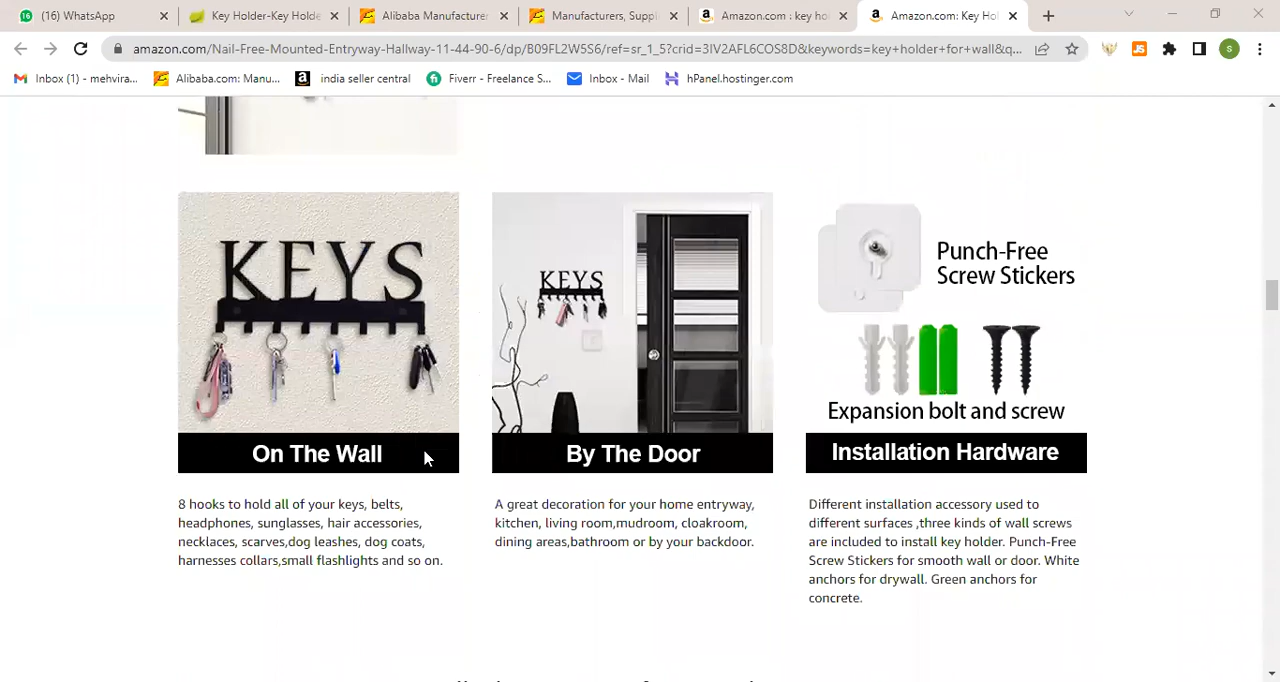 16
(16) WhatsApp
Key Holder-Key Holde
Alibaba Manufacturer
Manufacturers, Suppli
Amazon.com : key ho
Amazon.com: Key Hol
amazon.com/Nail-Free-Mounted-Entryway-Hallway-11-44-90-6/dp/B09FL2W5S6/ref=sr_1_5?crid=3IV2AFL6COS8D&keywords=key+holder+for+wall&q...
JS
S
Inbox (1) - mehvira...
Alibaba.com: Manu...
india seller central
Fiverr - Freelance S...
Inbox - Mail
hPanel.hostinger.com
KEYS
KEYS
Punch-Free
Screw Stickers
Expansion bolt and screw
On The Wall
By The Door
Installation Hardware
8 hooks to hold all of your keys, belts,
headphones, sunglasses, hair accessories,
necklaces, scarves,dog leashes, dog coats,
harnesses collars,small flashlights and so on.
A great decoration for your home entryway,
kitchen, living room,mudroom, cloakroom,
dining areas,bathroom or by your backdoor.
Different installation accessory used to
different surfaces ,three kinds of wall screws
are included to install key holder. Punch-Free
Screw Stickers for smooth wall or door. White
anchors for drywall. Green anchors for
concrete.